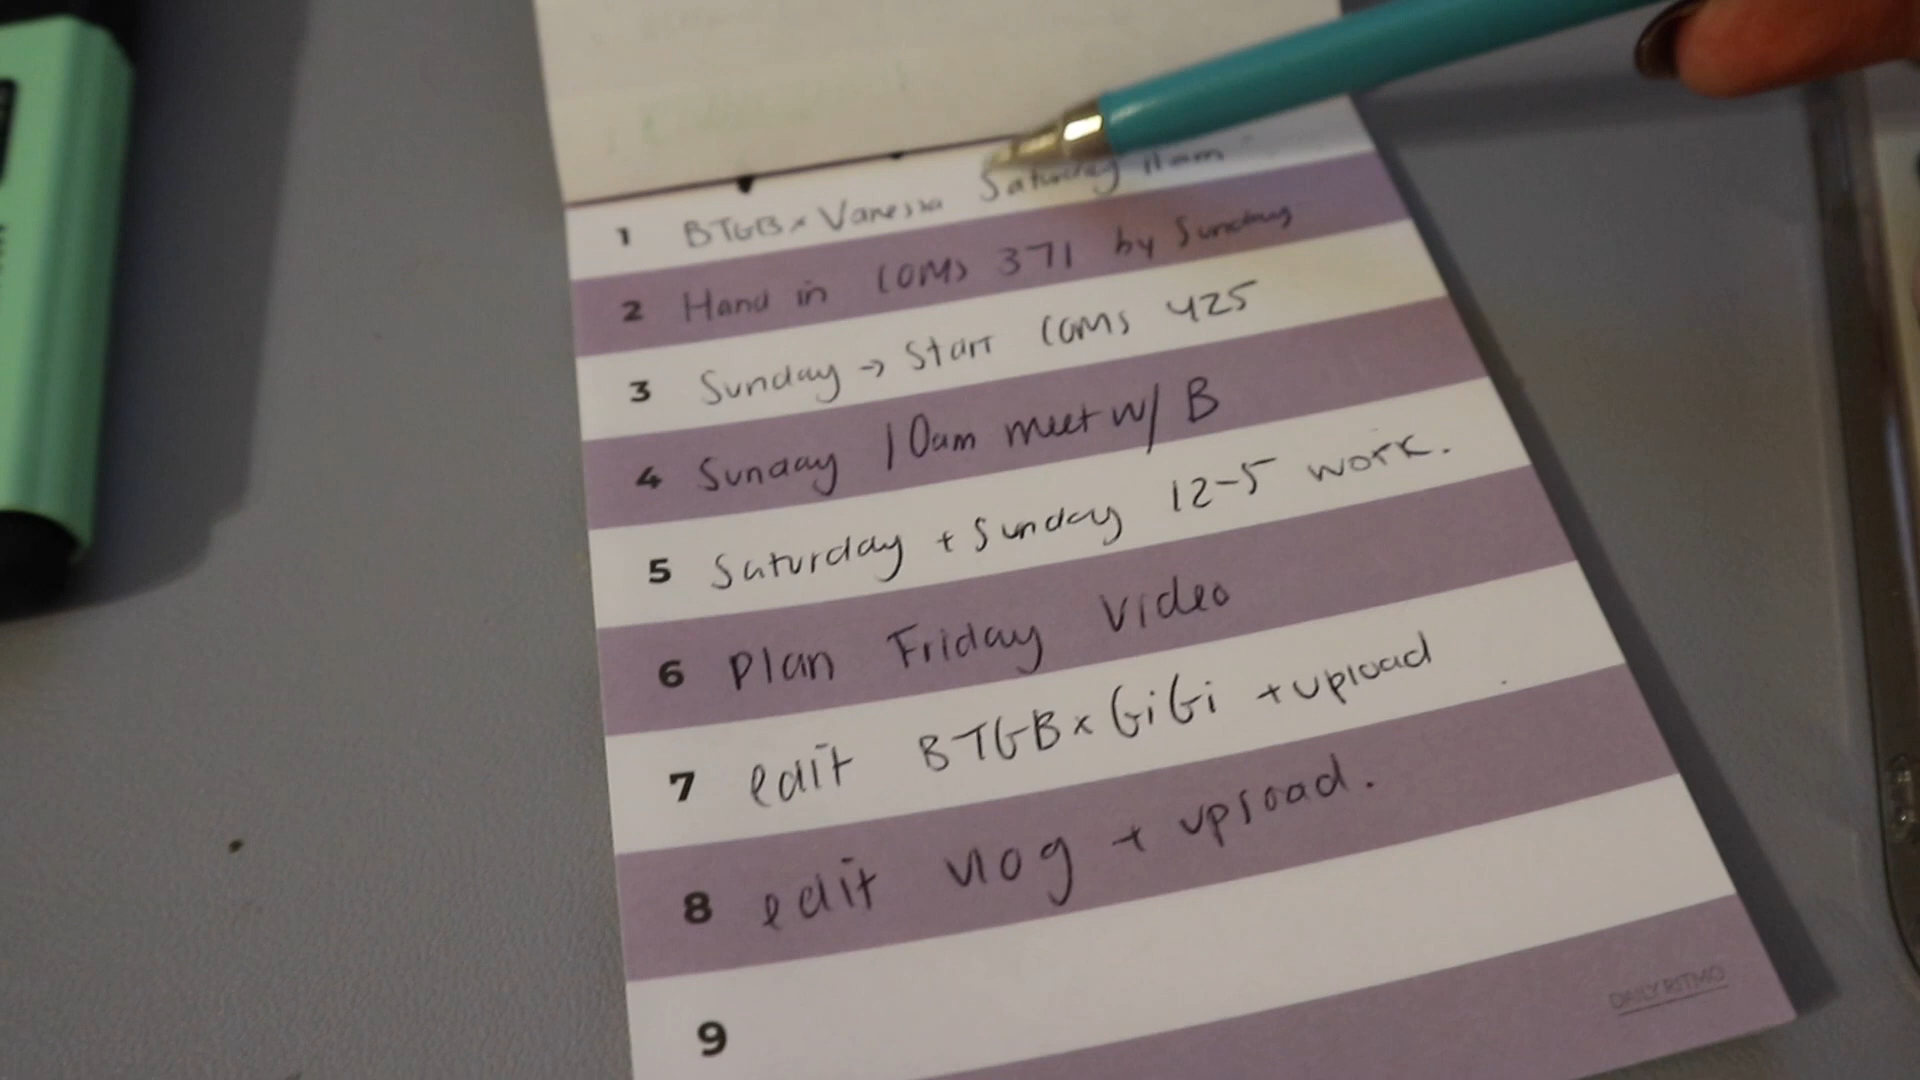 1 BTGB x Vanessa Saturday 11am
2 Hand in COMS 371 by Sunday
3 Sunday → Start COMS 425
4 Sunday 10am meet w/ B
5 Saturday + Sunday 12-5 work.
6 plan Friday Video
7 edit BTGB x GiGi + upload
8 edit vlog + upload.
9
DAILY RITMO